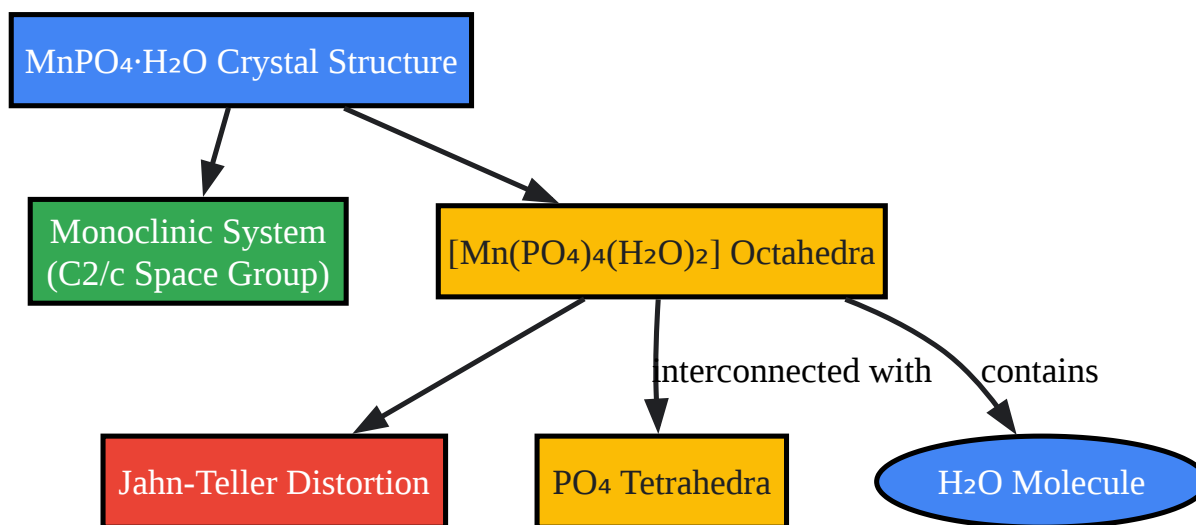 MnPO₄·H₂O Crystal Structure
Monoclinic System
(C2/c Space Group)
[Mn(PO₄)₄(H₂O)₂] Octahedra
interconnected with
contains
Jahn-Teller Distortion
PO₄ Tetrahedra
H₂O Molecule